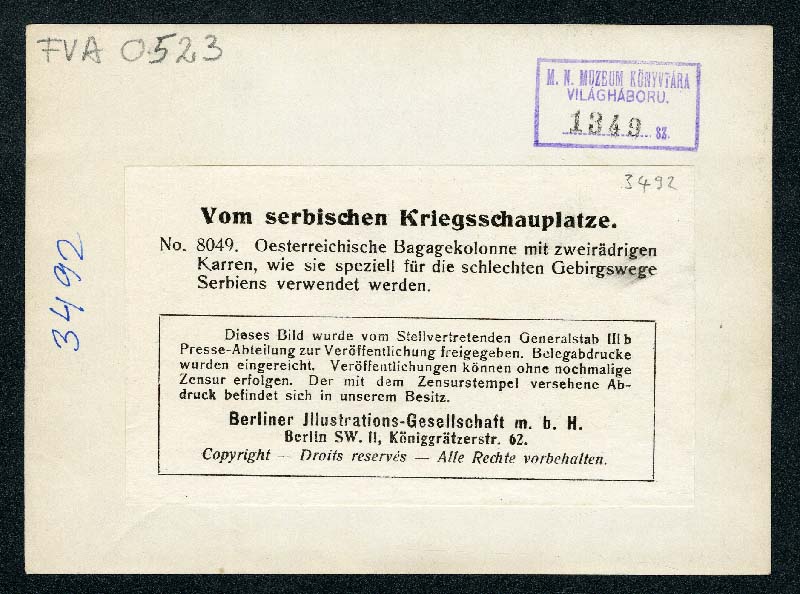 FVA 0523
M. N. MUZEUM KÖNYVTÁRA
VILÁGHÁBORU.
1349 sz.
3492
3492
Vom serbischen Kriegsschauplatze.
No. 8049. Oesterreichische Bagagekolonne mit zweirädrigen
Karren, wie sie speziell für die schlechten Gebirgswege
Serbiens verwendet werden.
Dieses Bild wurde vom Stellvertretenden Generalstab III b
Presse-Abteilung zur Veröffentlichung freigegeben. Belegabdrucke
wurden eingereicht. Veröffentlichungen können ohne nochmalige
Zensur erfolgen. Der mit dem Zensurstempel versehene Ab-
druck befindet sich in unserem Besitz.
Berliner Jllustrations-Gesellschaft m. b. H.
Berlin SW. 11, Königgrätzerstr. 62.
Copyright — Droits reservés — Alle Rechte vorbehalten.